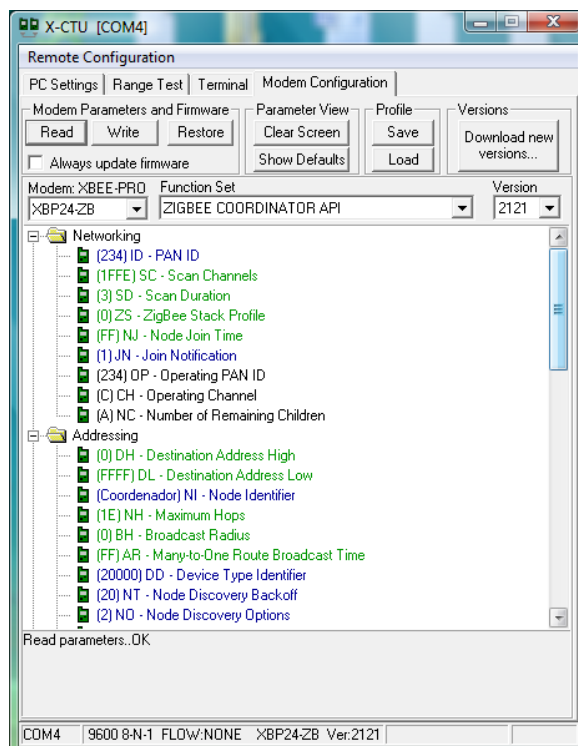 X-CTU [COM4]
Remote Configuration
PC Settings Range Test Terminal Modem Configuration
Modem Parameters and Firmware Parameter View Profile Versions
Read Write Restore Clear Screen Save Download new versions...
Always update firmware Show Defaults Load
Modem: XBEE-PRO Function Set Version
XBP24-ZB ZIGBEE COORDINATOR API 2121
Networking
(234) ID - PAN ID
(1FFE) SC - Scan Channels
(3) SD - Scan Duration
(0) ZS - ZigBee Stack Profile
(FF) NJ - Node Join Time
(1) JN - Join Notification
(234) OP - Operating PAN ID
(C) CH - Operating Channel
(A) NC - Number of Remaining Children
Addressing
(0) DH - Destination Address High
(FFFF) DL - Destination Address Low
(Coordenador) NI - Node Identifier
(1E) NH - Maximum Hops
(0) BH - Broadcast Radius
(FF) AR - Many-to-One Route Broadcast Time
(20000) DD - Device Type Identifier
(20) NT - Node Discovery Backoff
(2) NO - Node Discovery Options
Read parameters..OK
COM4 9600 8-N-1 FLOW:NONE XBP24-ZB Ver:2121